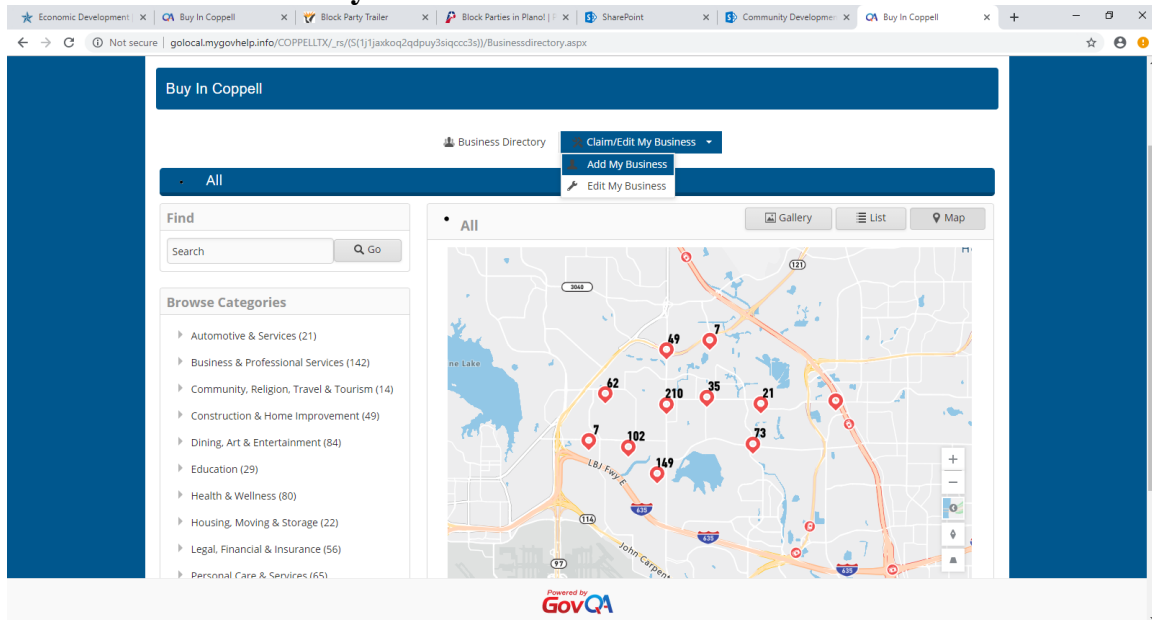 Economic Development
Buy In Coppell
Block Party Trailer
Block Parties in Plano! | F
SharePoint
Community Developmen
Buy In Coppell
Not secure | golocal.mygovhelp.info/COPPELLTX/_rs/(S(1j1jaxkoq2qdpuy3siqccc3s))/Businessdirectory.aspx
Buy In Coppell
Business Directory
Claim/Edit My Business
Add My Business
Edit My Business
All
Find
Search
Go
Browse Categories
Automotive & Services (21)
Business & Professional Services (142)
Community, Religion, Travel & Tourism (14)
Construction & Home Improvement (49)
Dining, Art & Entertainment (84)
Education (29)
Health & Wellness (80)
Housing, Moving & Storage (22)
Legal, Financial & Insurance (56)
Personal Care & Services (65)
All
Gallery
List
Map
121
3040
ne Lake
49
7
62
210
35
21
7
102
73
149
LBJ Fwy E
635
114
635
John Carpen
97
635
Powered by
GovQA